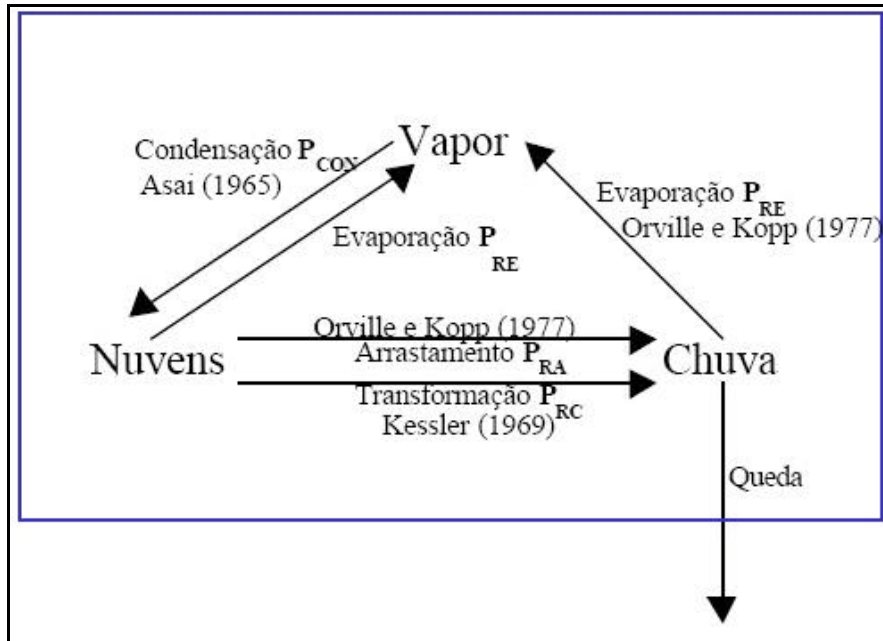 Vapor
Condensação P_CON
Asai (1965)
Evaporação P_RE
Evaporação P_RE
Orville e Kopp (1977)
Nuvens
Orville e Kopp (1977)
Arrastamento P_RA
Transformação P_RC
Kessler (1969)
Chuva
Queda